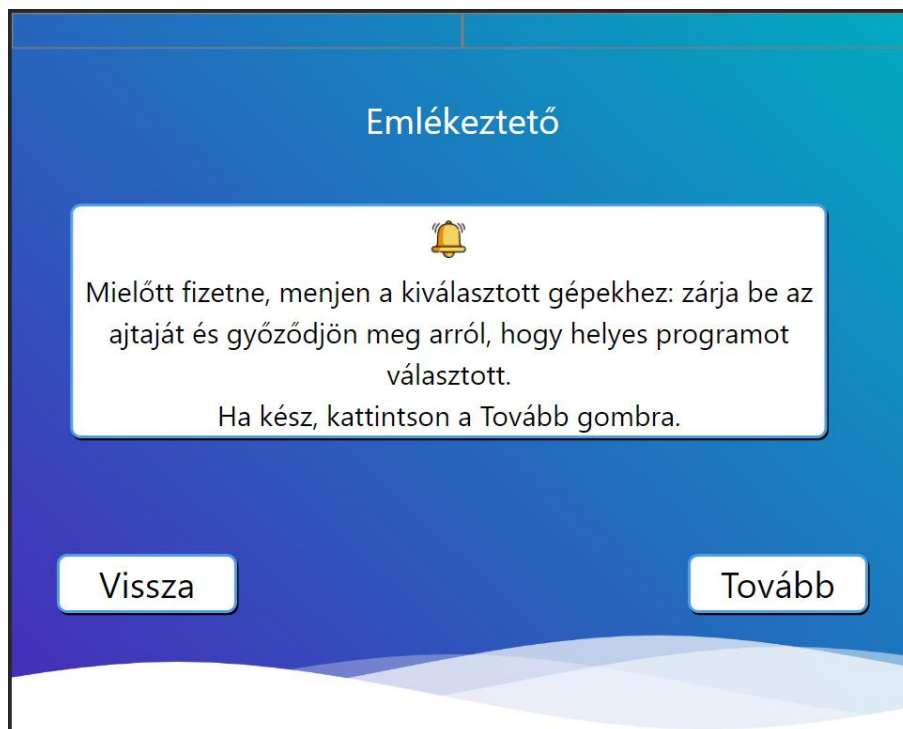 Emlékeztető
Mielőtt fizetne, menjen a kiválasztott gépekhez: zárja be az
ajtaját és győződjön meg arról, hogy helyes programot
választott.
Ha kész, kattintson a Tovább gombra.
Vissza
Tovább